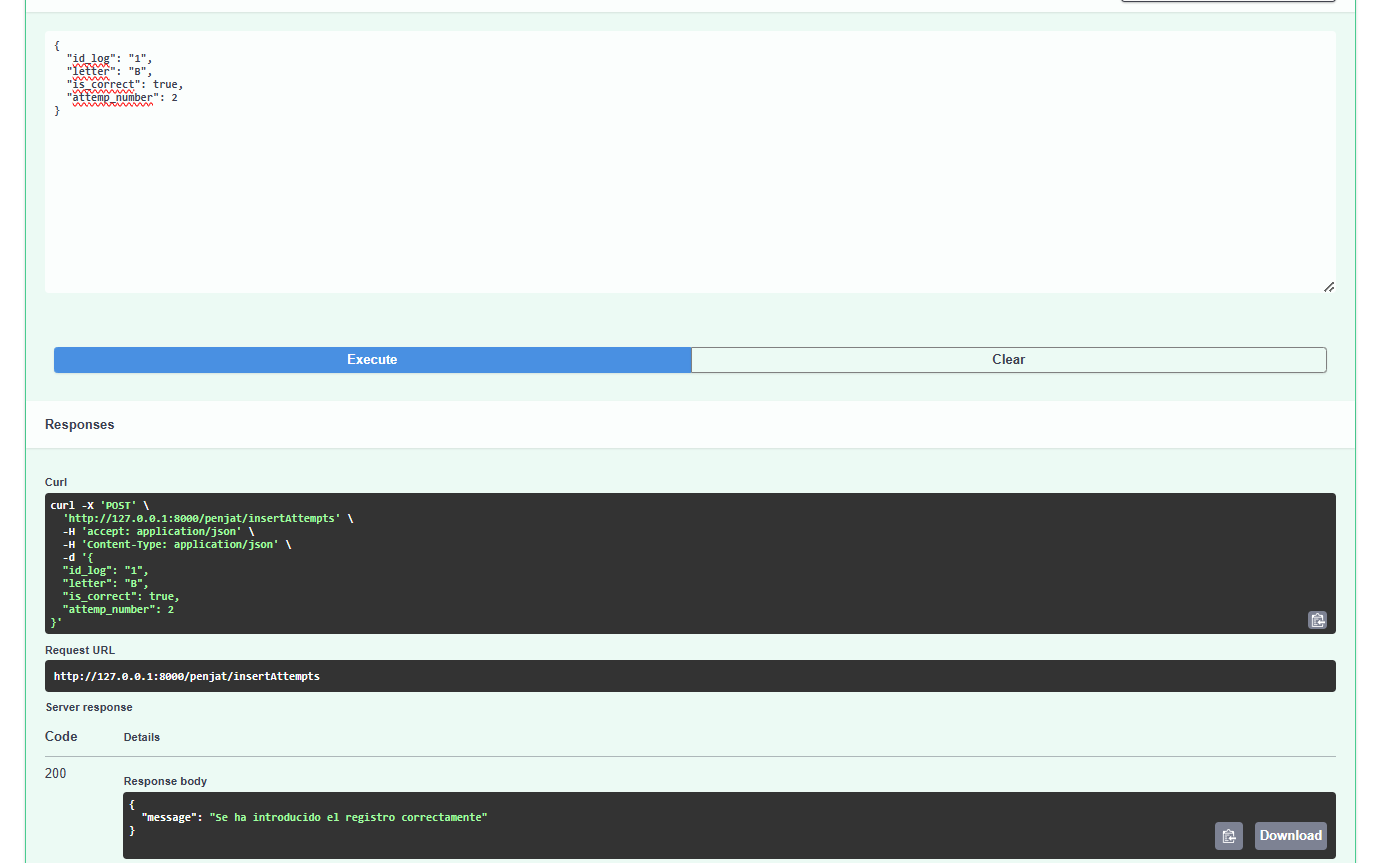 {
  "id_log": "1",
  "letter": "B",
  "is_correct": true,
  "attemp_number": 2
}
Execute
Clear
Responses
Curl
curl -X 'POST' \
  'http://127.0.0.1:8000/penjat/insertAttempts' \
  -H 'accept: application/json' \
  -H 'Content-Type: application/json' \
  -d '{
  "id_log": "1",
  "letter": "B",
  "is_correct": true,
  "attemp_number": 2
}'
Request URL
http://127.0.0.1:8000/penjat/insertAttempts
Server response
Code Details
200
Response body
{
  "message": "Se ha introducido el registro correctamente"
}
Download